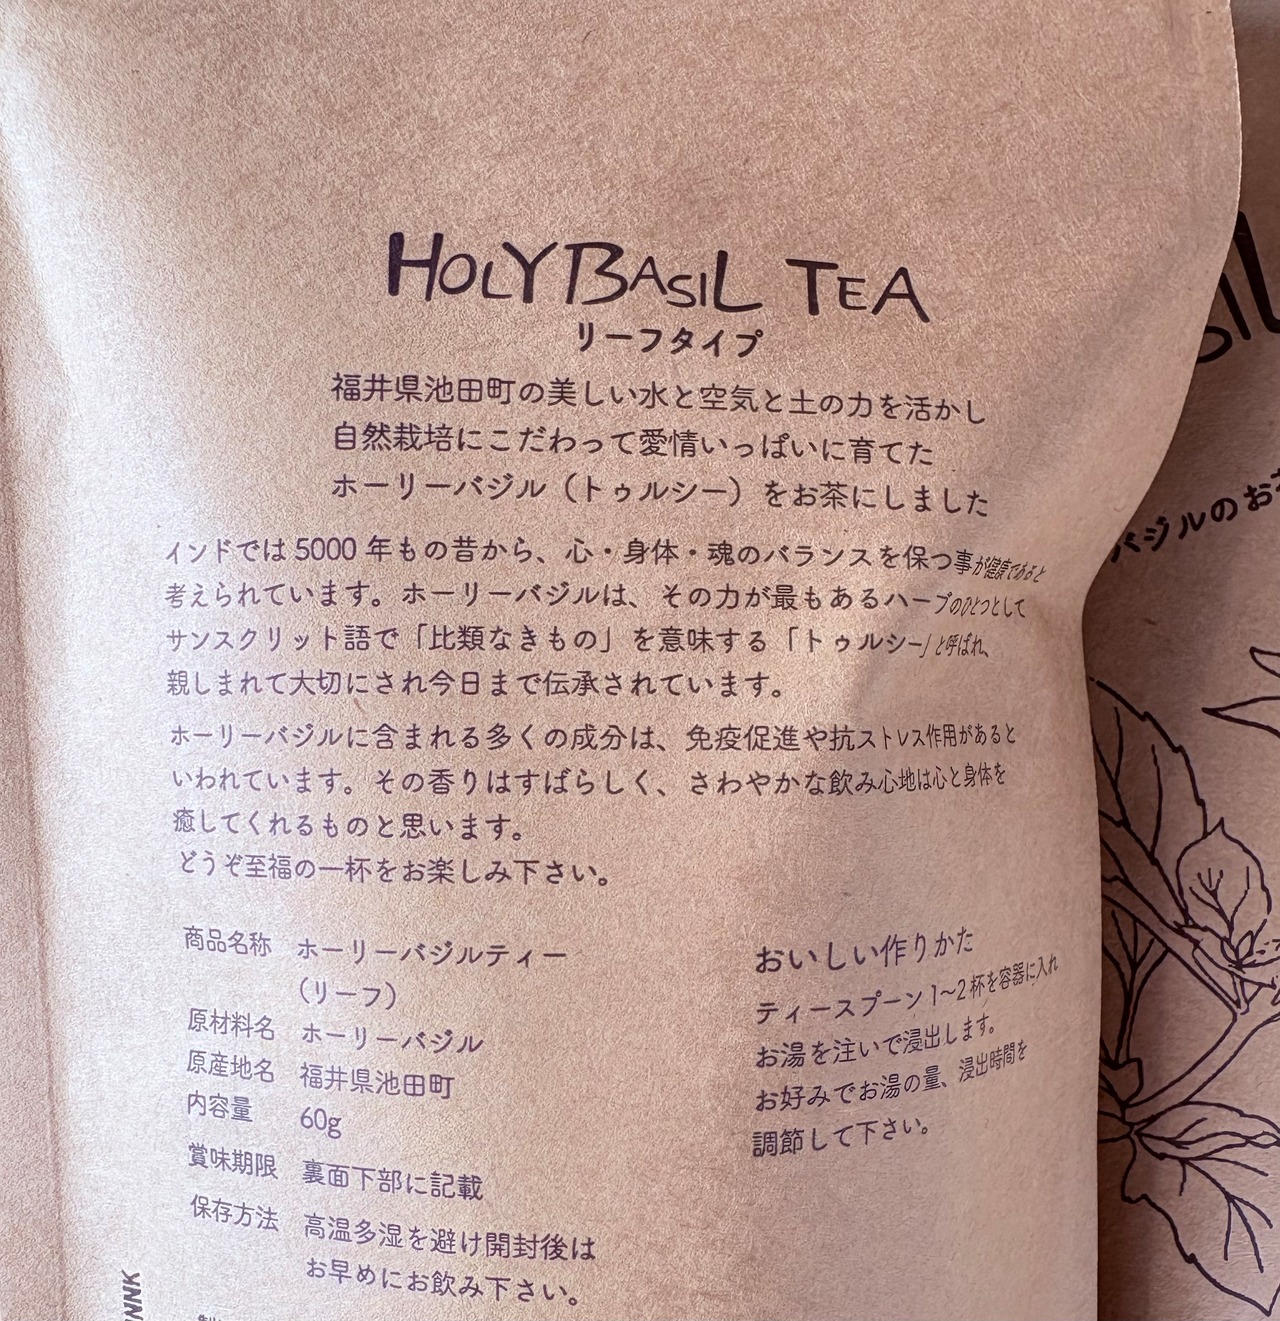 HOLY BASIL TEA
リーフタイプ
福井県池田町の美しい水と空気と土の力を活かし
自然栽培にこだわって愛情いっぱいに育てた
ホーリーバジル（トゥルシー）をお茶にしました
インドでは 5000 年もの昔から、心・身体・魂のバランスを保つ事が健康であると
考えられています。ホーリーバジルは、その力が最もあるハーブのひとつとして
サンスクリット語で「比類なきもの」を意味する「トゥルシー」と呼ばれ、
親しまれて大切にされ今日まで伝承されています。
ホーリーバジルに含まれる多くの成分は、免疫促進や抗ストレス作用があると
いわれています。その香りはすばらしく、さわやかな飲み心地は心と身体を
癒してくれるものと思います。
どうぞ至福の一杯をお楽しみ下さい。
商品名称 ホーリーバジルティー
（リーフ）
原材料名 ホーリーバジル
原産地名 福井県池田町
内容量 60g
賞味期限 裏面下部に記載
保存方法 高温多湿を避け開封後は
お早めにお飲み下さい。
おいしい作りかた
ティースプーン 1～2 杯を容器に入れ
お湯を注いで浸出します。
お好みでお湯の量、浸出時間を
調節して下さい。
バジルのお